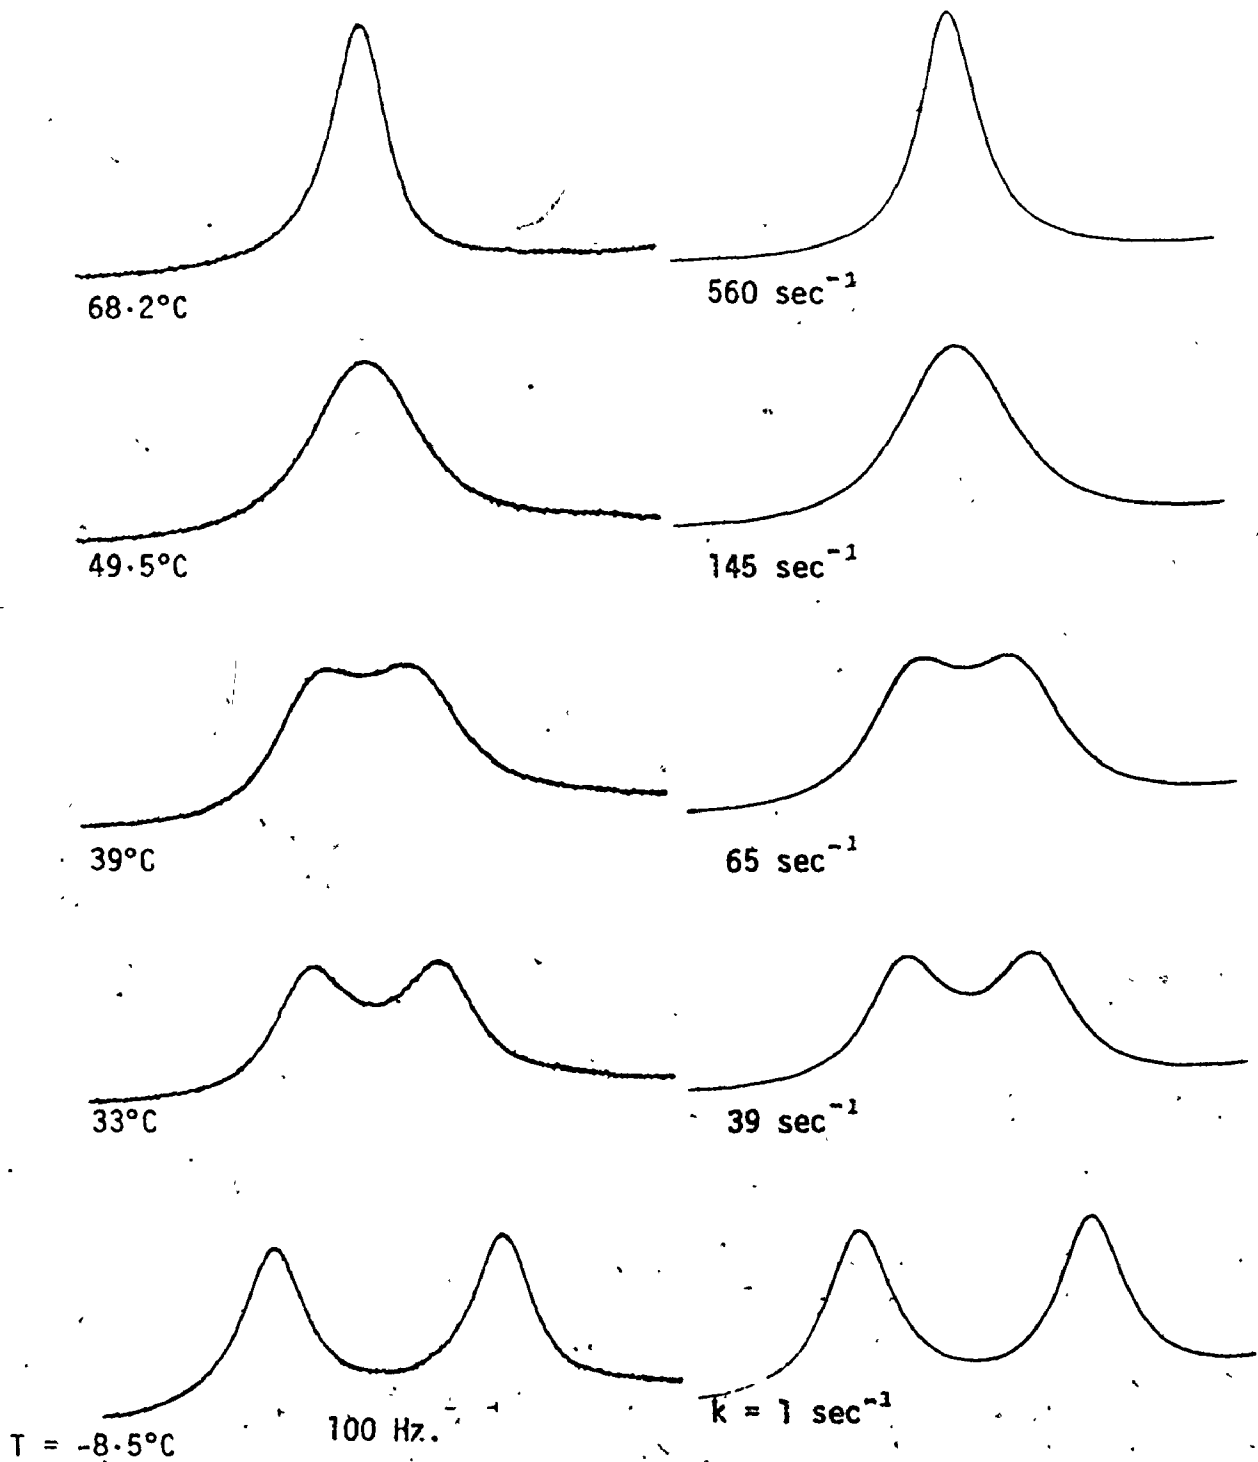 68·2°C
560 sec⁻¹
49·5°C
145 sec⁻¹
39°C
65 sec⁻¹
33°C
39 sec⁻¹
T = -8·5°C
100 Hz.
k = 1 sec⁻¹